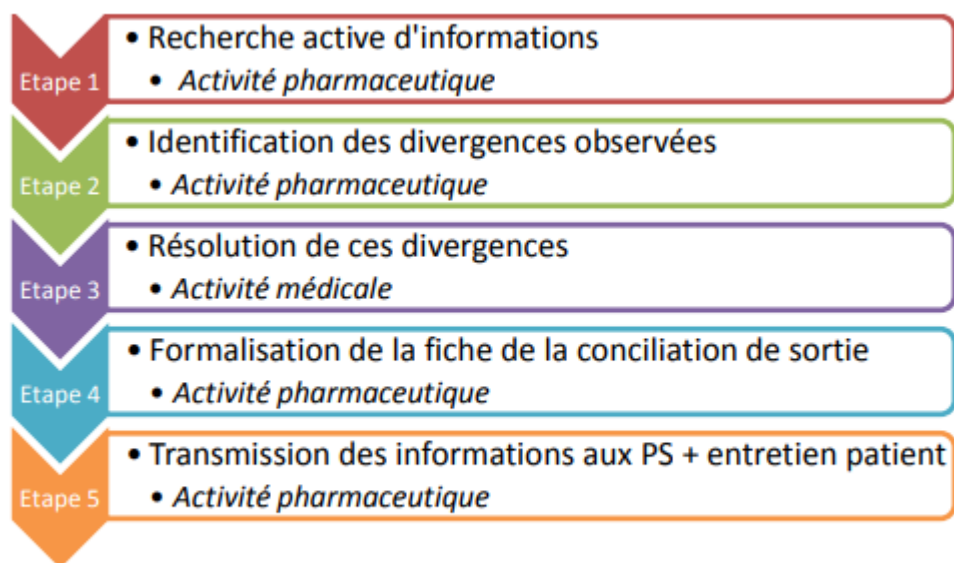 Etape 1
• Recherche active d'informations
• Activité pharmaceutique
Etape 2
• Identification des divergences observées
• Activité pharmaceutique
Etape 3
• Résolution de ces divergences
• Activité médicale
Etape 4
• Formalisation de la fiche de la conciliation de sortie
• Activité pharmaceutique
Etape 5
• Transmission des informations aux PS + entretien patient
• Activité pharmaceutique